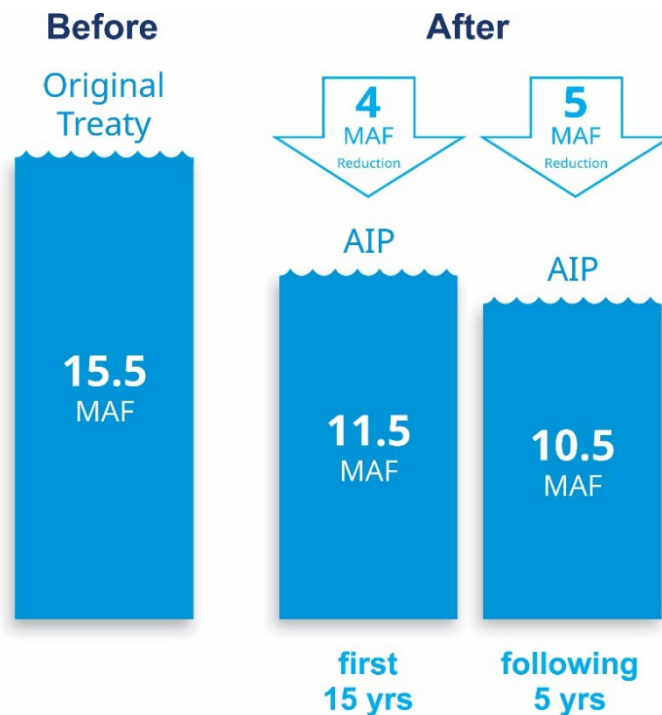 Before
Original
Treaty
15.5
MAF
After
4
MAF
Reduction
AIP
11.5
MAF
first
15 yrs
5
MAF
Reduction
AIP
10.5
MAF
following
5 yrs